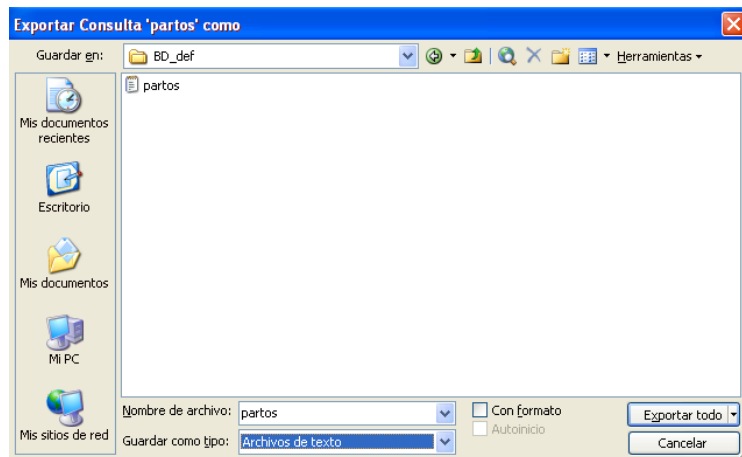 Exportar Consulta 'partos' como
Guardar en:
BD_def
Herramientas
partos
Mis documentos
recientes
Escritorio
Mis documentos
Mi PC
Mis sitios de red
Nombre de archivo:
partos
Con formato
Exportar todo
Autoinicio
Guardar como tipo:
Archivos de texto
Cancelar